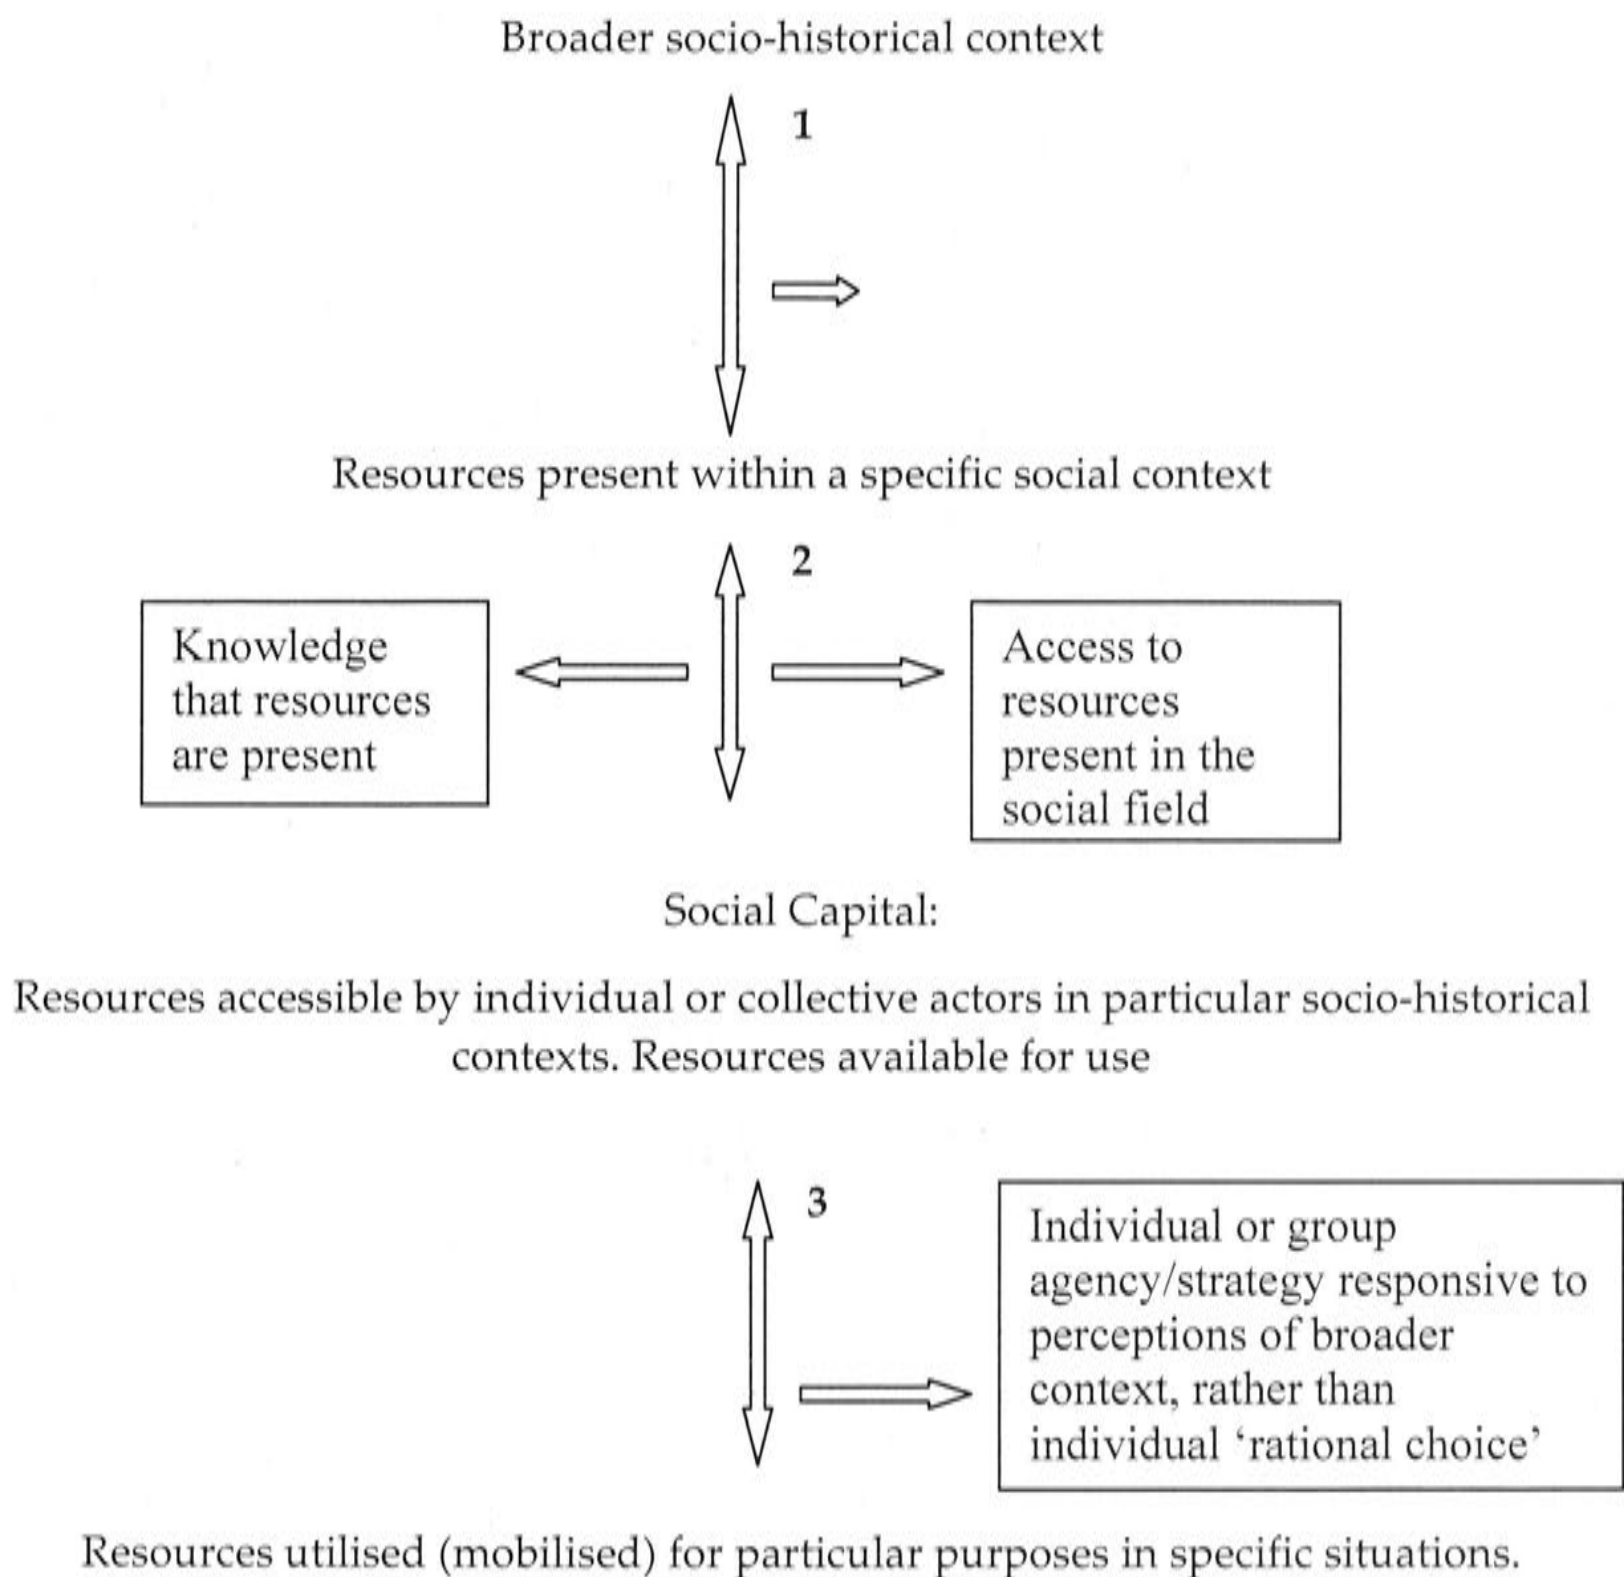 Broader socio-historical context
1
Resources present within a specific social context
2
Knowledge
that resources
are present
Access to
resources
present in the
social field
Social Capital:
Resources accessible by individual or collective actors in particular socio-historical
contexts. Resources available for use
3
Individual or group
agency/strategy responsive to
perceptions of broader
context, rather than
individual ‘rational choice’
Resources utilised (mobilised) for particular purposes in specific situations.